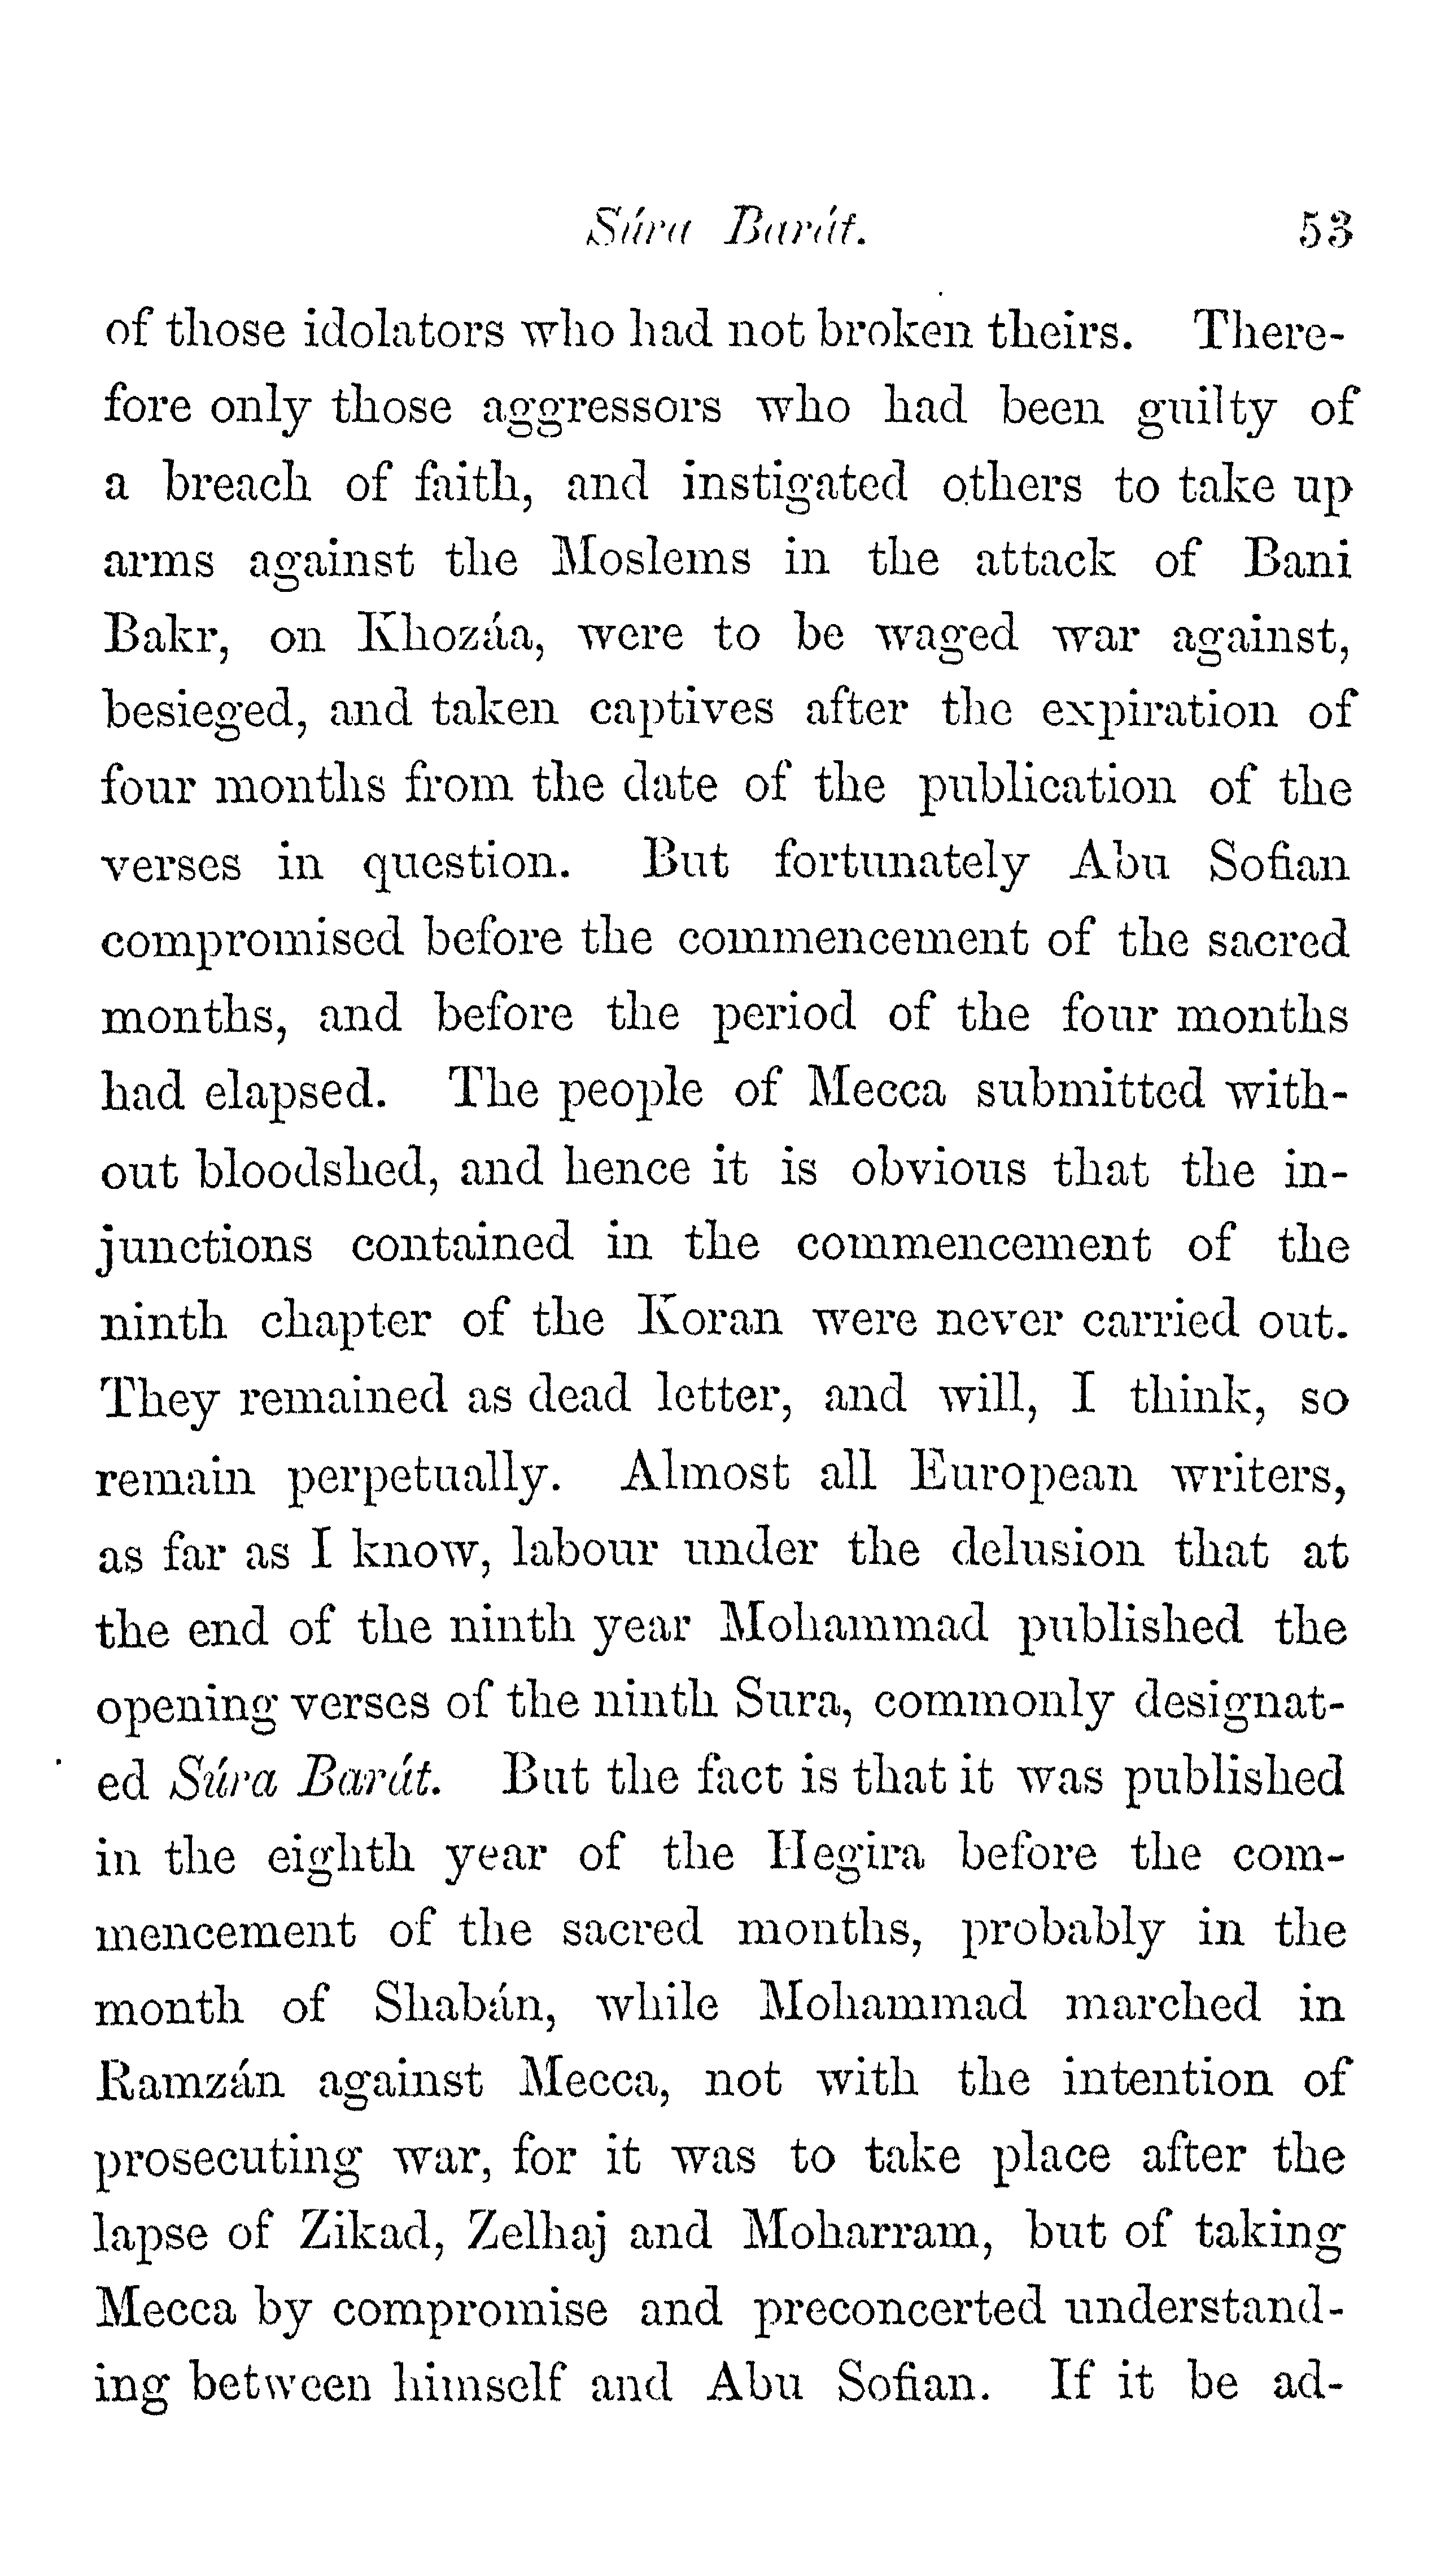 Súra Barát. 53
of those idolators who had not broken theirs. There-
fore only those aggressors who had been guilty of
a breach of faith, and instigated others to take up
arms against the Moslems in the attack of Bani
Bakr, on Khozáa, were to be waged war against,
besieged, and taken captives after the expiration of
four months from the date of the publication of the
verses in question. But fortunately Abu Sofian
compromised before the commencement of the sacred
months, and before the period of the four months
had elapsed. The people of Mecca submitted with-
out bloodshed, and hence it is obvious that the in-
junctions contained in the commencement of the
ninth chapter of the Koran were never carried out.
They remained as dead letter, and will, I think, so
remain perpetually. Almost all European writers,
as far as I know, labour under the delusion that at
the end of the ninth year Mohammad published the
opening verses of the ninth Sura, commonly designat-
ed Súra Barát. But the fact is that it was published
in the eighth year of the Hegira before the com-
mencement of the sacred months, probably in the
month of Shabán, while Mohammad marched in
Ramzán against Mecca, not with the intention of
prosecuting war, for it was to take place after the
lapse of Zikad, Zelhaj and Moharram, but of taking
Mecca by compromise and preconcerted understand-
ing between himself and Abu Sofian. If it be ad-